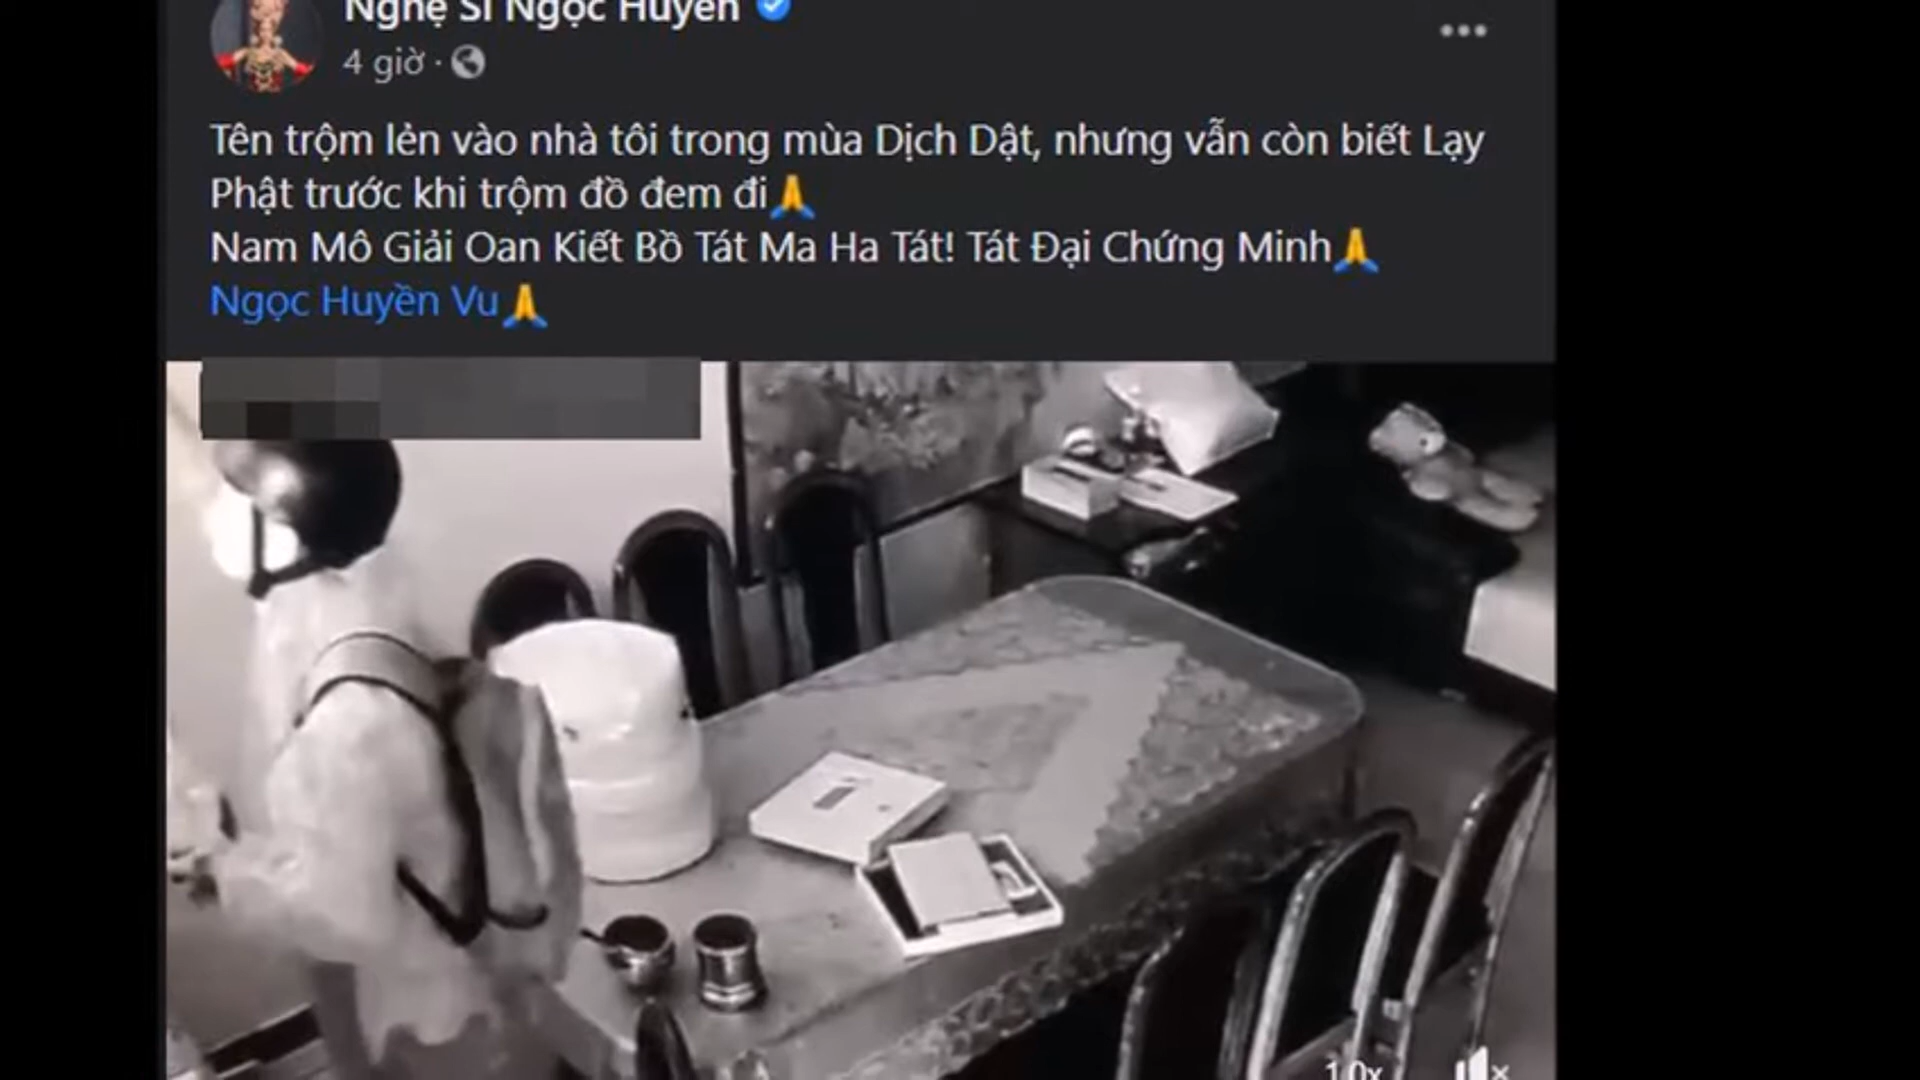 Nghệ Sĩ Ngọc Huyền
4 giờ ·
Tên trộm lẻn vào nhà tôi trong mùa Dịch Dật, nhưng vẫn còn biết Lạy
Phật trước khi trộm đồ đem đi🙏
Nam Mô Giải Oan Kiết Bồ Tát Ma Ha Tát! Tát Đại Chứng Minh🙏
Ngọc Huyền Vu🙏
1.0x